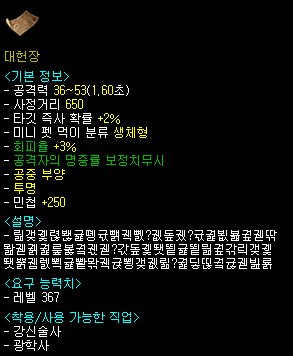 대헌장
<기본 정보>
- 공격력 36~53(1.60초)
- 사정거리 650
- 타깃 즉사 확률 +2%
- 미니 펫 먹이 분류 생체형
- 회피율 +3%
- 공격자의 명중률 보정치무시
- 공중 부양
- 투명
- 민첩 +250
<설명>
<요구 능력치>
- 레벨 367
<착용/사용 가능한 직업>
- 강신술사
- 광학사